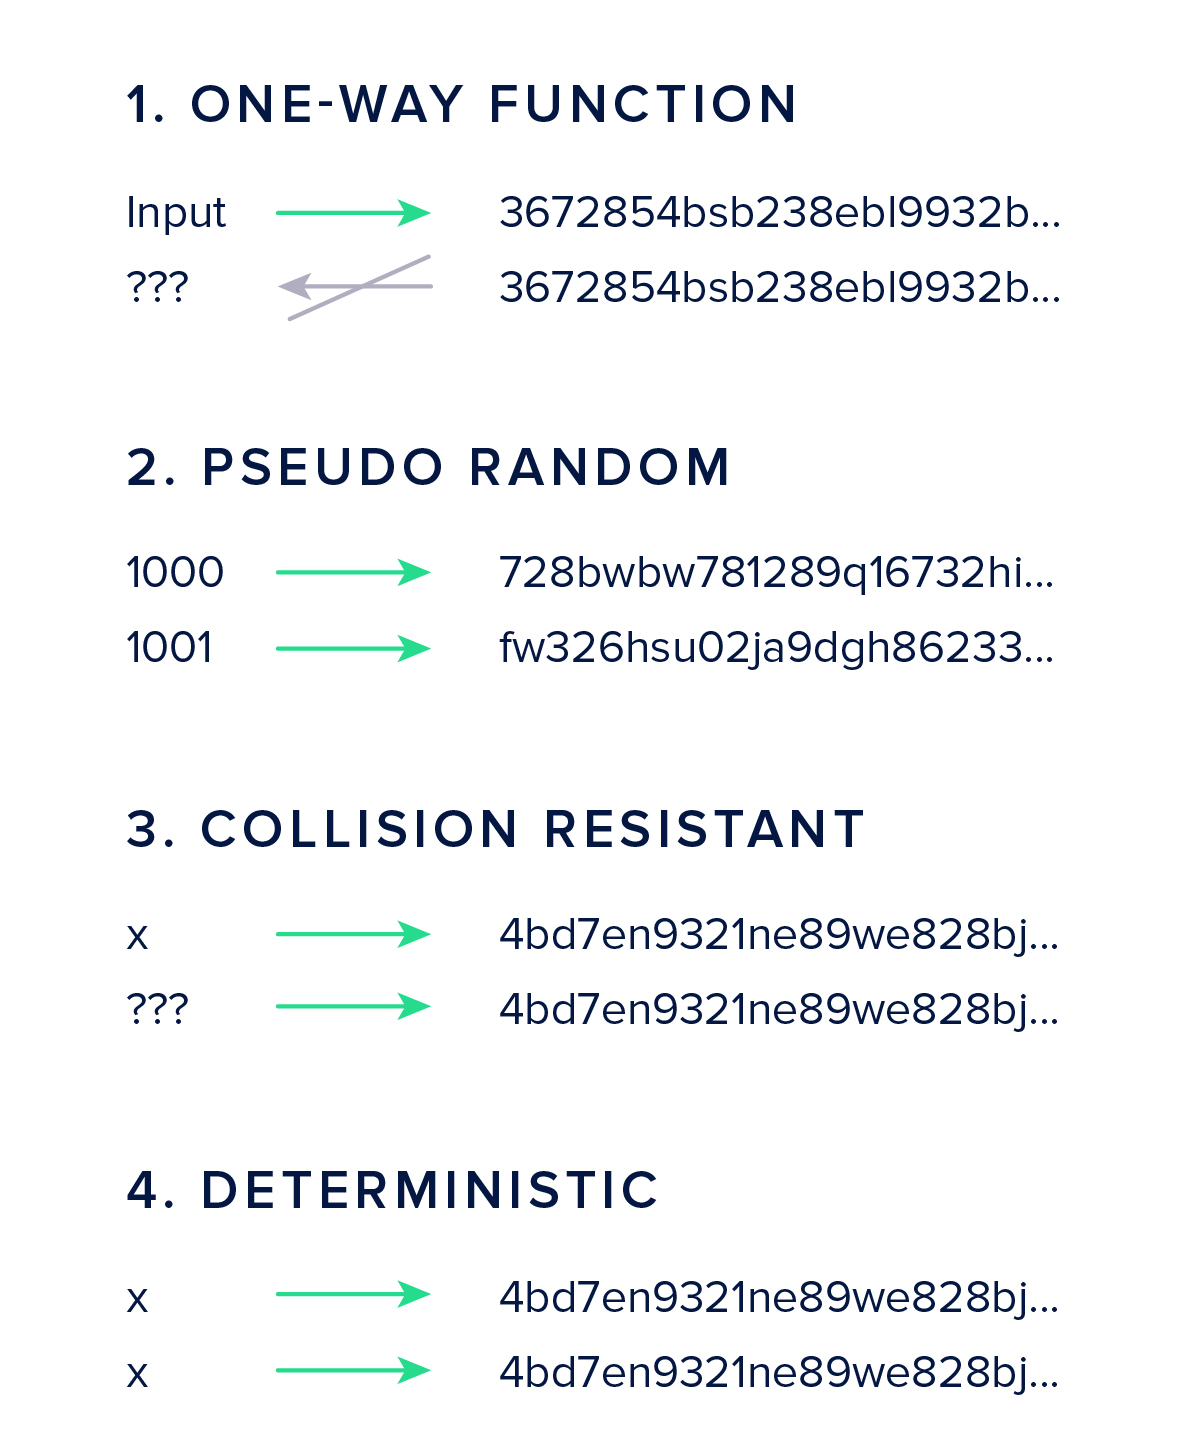 1. ONE-WAY FUNCTION
Input 3672854bsb238ebl9932b...
??? 3672854bsb238ebl9932b...
2. PSEUDO RANDOM
1000 728bwbw781289q16732hi...
1001 fw326hsu02ja9dgh86233...
3. COLLISION RESISTANT
x 4bd7en9321ne89we828bj...
??? 4bd7en9321ne89we828bj...
4. DETERMINISTIC
x 4bd7en9321ne89we828bj...
x 4bd7en9321ne89we828bj...